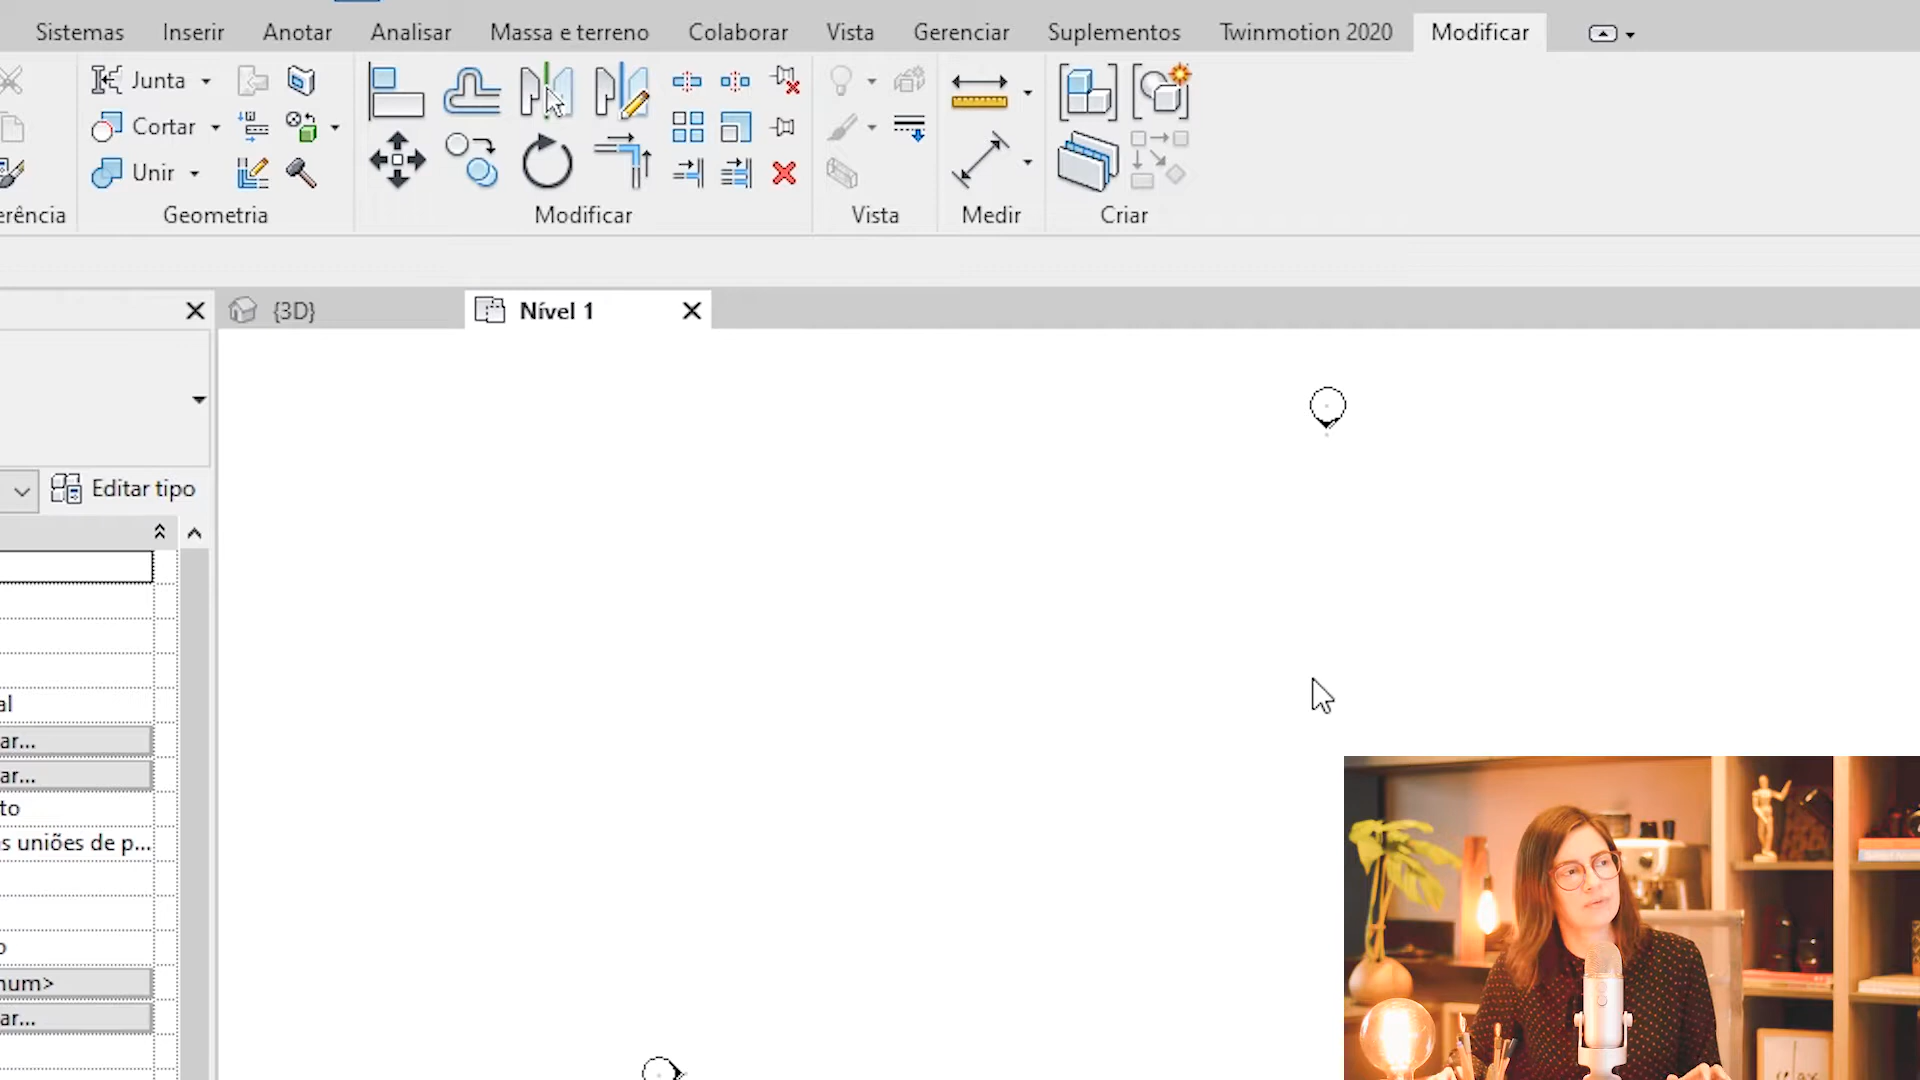 Sistemas Inserir Anotar Analisar Massa e terreno Colaborar Vista Gerenciar Suplementos Twinmotion 2020 Modificar
Junta
Cortar
Unir
erência Geometria Modificar Vista Medir Criar
{3D} Nível 1
Editar tipo
al
ar...
ar...
to
s uniões de p...
o
num>
ar...